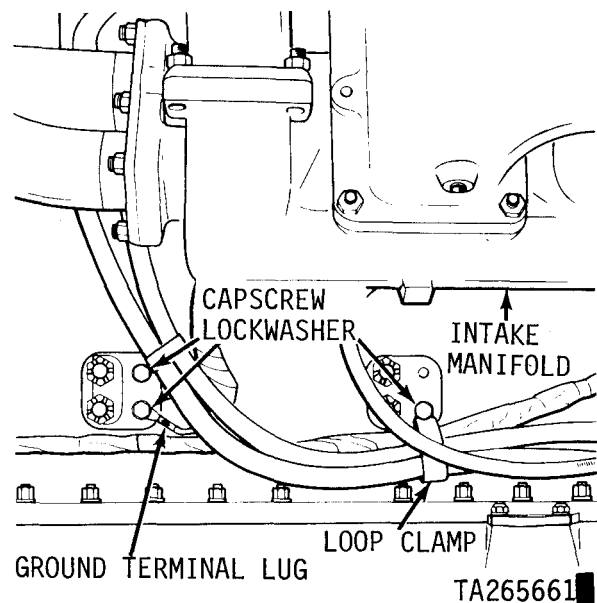 CAPSCREW
LOCKWASHER
INTAKE
MANIFOLD
LOOP CLAMP
GROUND TERMINAL LUG
TA265661